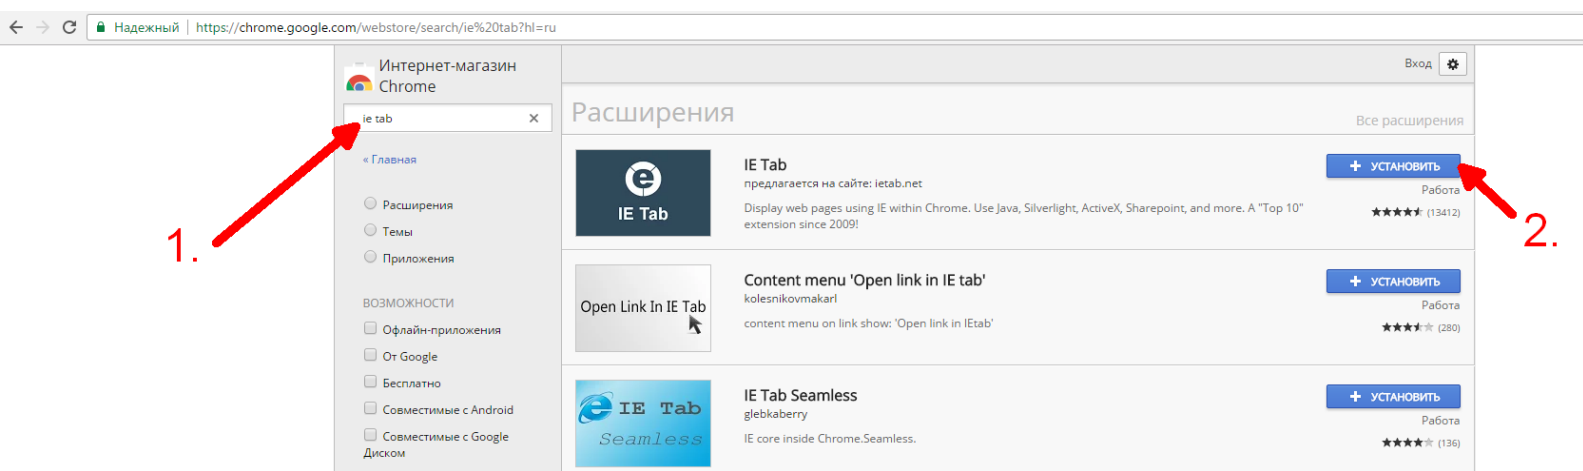 Надежный https://chrome.google.com/webstore/search/ie%20tab?hl=ru
Интернет-магазин
Chrome
ie tab ×
« Главная
Расширения
Темы
Приложения
ВОЗМОЖНОСТИ
Офлайн-приложения
От Google
Бесплатно
Совместимые с Android
Совместимые с Google
Диском
1.
Вход
Расширения
Все расширения
IE Tab
IE Tab
предлагается на сайте: ietab.net
Display web pages using IE within Chrome. Use Java, Silverlight, ActiveX, Sharepoint, and more. A "Top 10"
extension since 2009!
+ УСТАНОВИТЬ
Работа
(13412)
2.
Open Link In IE Tab
Content menu 'Open link in IE tab'
kolesnikovmakarl
content menu on link show: 'Open link in IEtab'
+ УСТАНОВИТЬ
Работа
(280)
IE Tab
Seamless
IE Tab Seamless
glebkaberry
IE core inside Chrome.Seamless.
+ УСТАНОВИТЬ
Работа
(136)